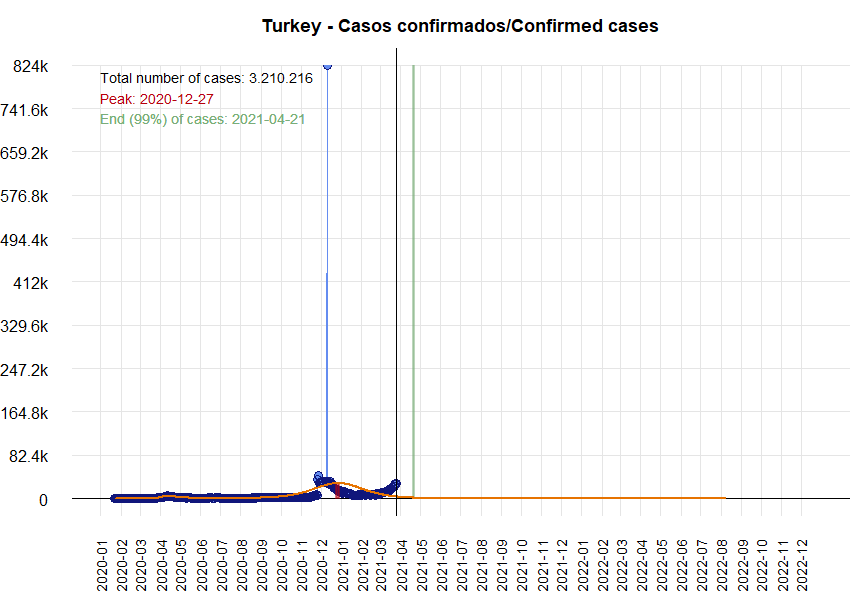 Turkey - Casos confirmados/Confirmed cases
824k
Total number of cases: 3.210.216
Peak: 2020-12-27
741.6k
End (99%) of cases: 2021-04-21
659.2k
576.8k
494.4k
412k
329.6k
247.2k
164.8k
82.4k
0
2020-01
2020-02
2020-03
2020-04
2020-05
2020-06
2020-07
2020-08
2020-09
2020-10
2020-11
2020-12
2021-01
2021-02
2021-03
2021-04
2021-05
2021-06
2021-07
2021-08
2021-09
2021-10
2021-11
2021-12
2022-01
2022-02
2022-03
2022-04
2022-05
2022-06
2022-07
2022-08
2022-09
2022-10
2022-11
2022-12